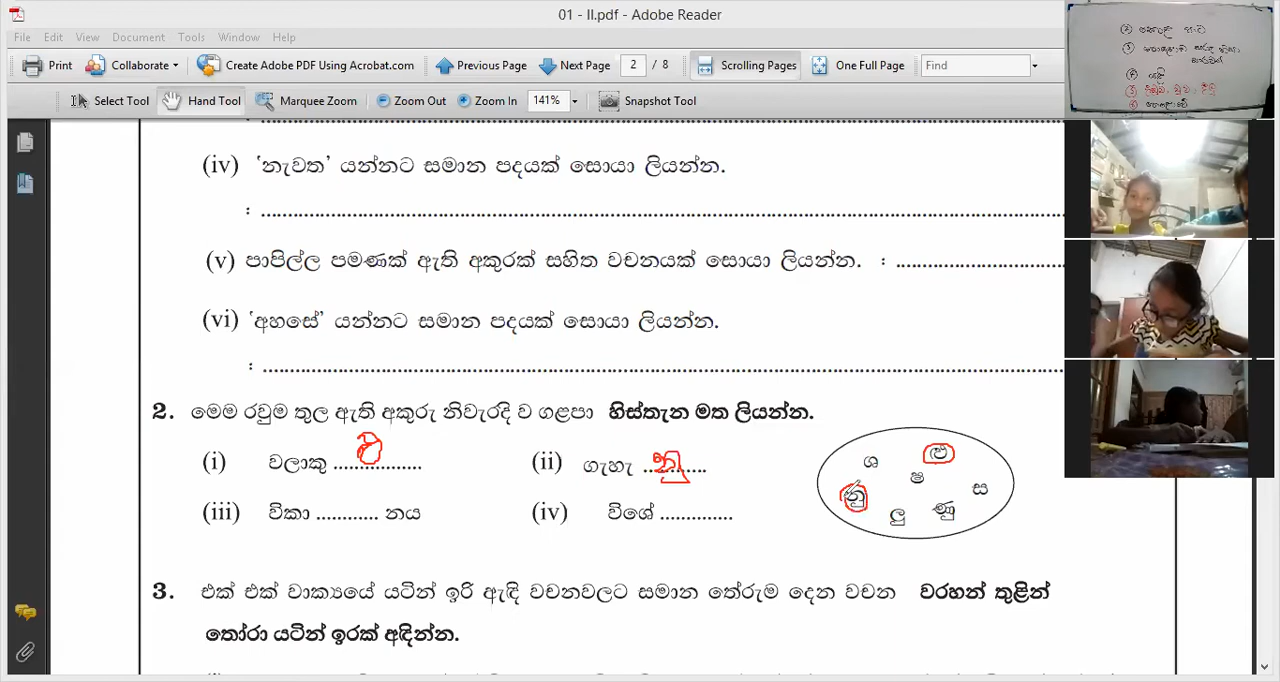 01 - II.pdf - Adobe Reader
File Edit View Document Tools Window Help
Print Collaborate Create Adobe PDF Using Acrobat.com Previous Page Next Page 2 / 8 Scrolling Pages One Full Page Find
Select Tool Hand Tool Marquee Zoom Zoom Out Zoom In 141% Snapshot Tool
(iv) ‘නැවත’ යන්නට සමාන පදයක් සොයා ලියන්න.
: ................................................
(v) පාපිල්ල පමණක් ඇති අකුරක් සහිත වචනයක් සොයා ලියන්න. : ....................
(vi) ‘අහසේ’ යන්නට සමාන පදයක් සොයා ලියන්න.
: ................................................
2. මෙම රවුම තුල ඇති අකුරු නිවැරදි ව ගළපා හිස්තැන මත ලියන්න.
(i) වලාකු ................ (ii) ගැහැ නු
(iii) විකා ............ නය (iv) විශේ .............
ශ ළු
ෂ
නු ස
ලු ණු
3. එක් එක් වාක්‍යයේ යටින් ඉරි ඇඳි වචනවලට සමාන තේරුම දෙන වචන වරහන් තුළින්
තෝරා යටින් ඉරක් අඳින්න.